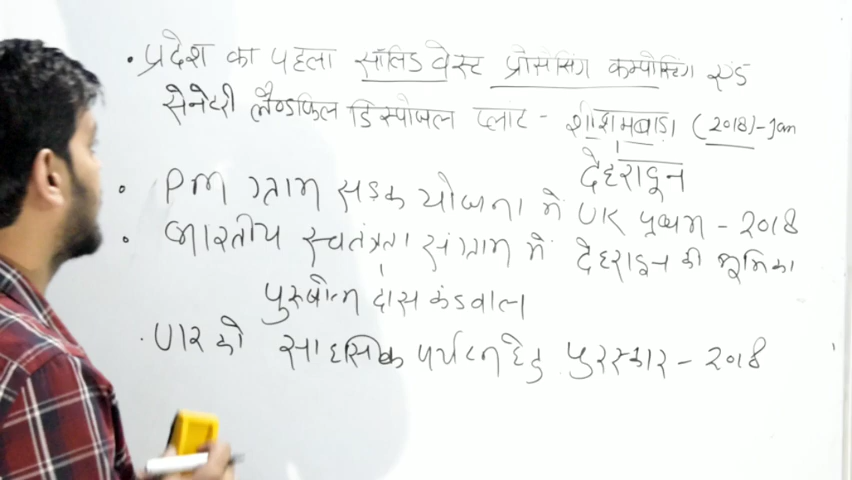 • प्रदेश का पहला सॉलिड वेस्ट प्रोसेसिंग कम्पोस्टिंग एंड
सेनेटरी लैण्डफिल डिस्पोजल प्लांट - शीशमबाड़ा (2018)-Jan
देहरादून
• PM ग्राम सड़क योजना में UK प्रथम - 2018
• भारतीय स्वतंत्रता संग्राम में देहरादून की भूमिका
पुरुषोत्म दास कंडवाल
• UK को साहसिक पर्यटन हेतु पुरस्कार - 2018